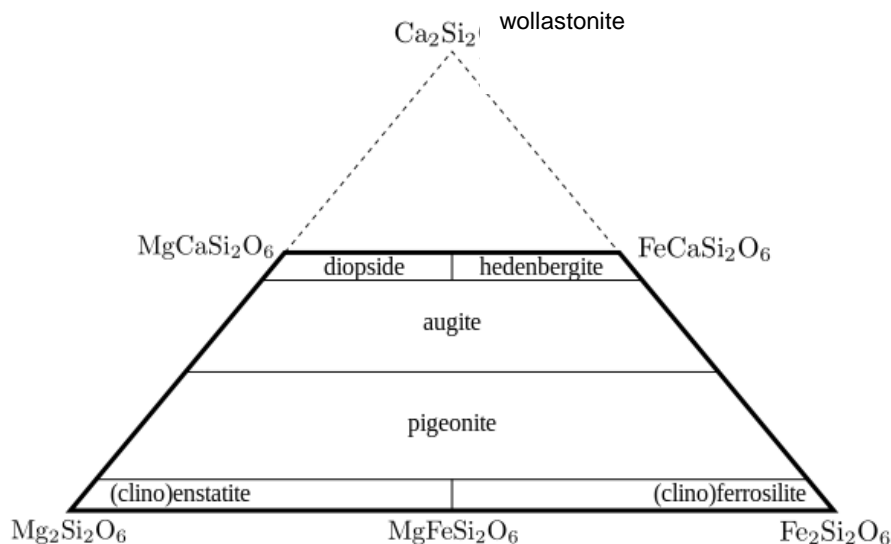 wollastonite
Ca₂Si₂
MgCaSi₂O₆
FeCaSi₂O₆
diopside
hedenbergite
augite
pigeonite
(clino)enstatite
(clino)ferrosilite
Mg₂Si₂O₆
MgFeSi₂O₆
Fe₂Si₂O₆